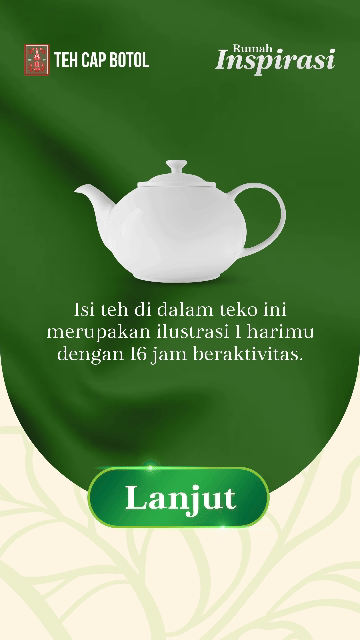 TEH CAP BOTOL
Rumah
Inspirasi
Isi teh di dalam teko ini
merupakan ilustrasi 1 harimu
dengan 16 jam beraktivitas.
Lanjut